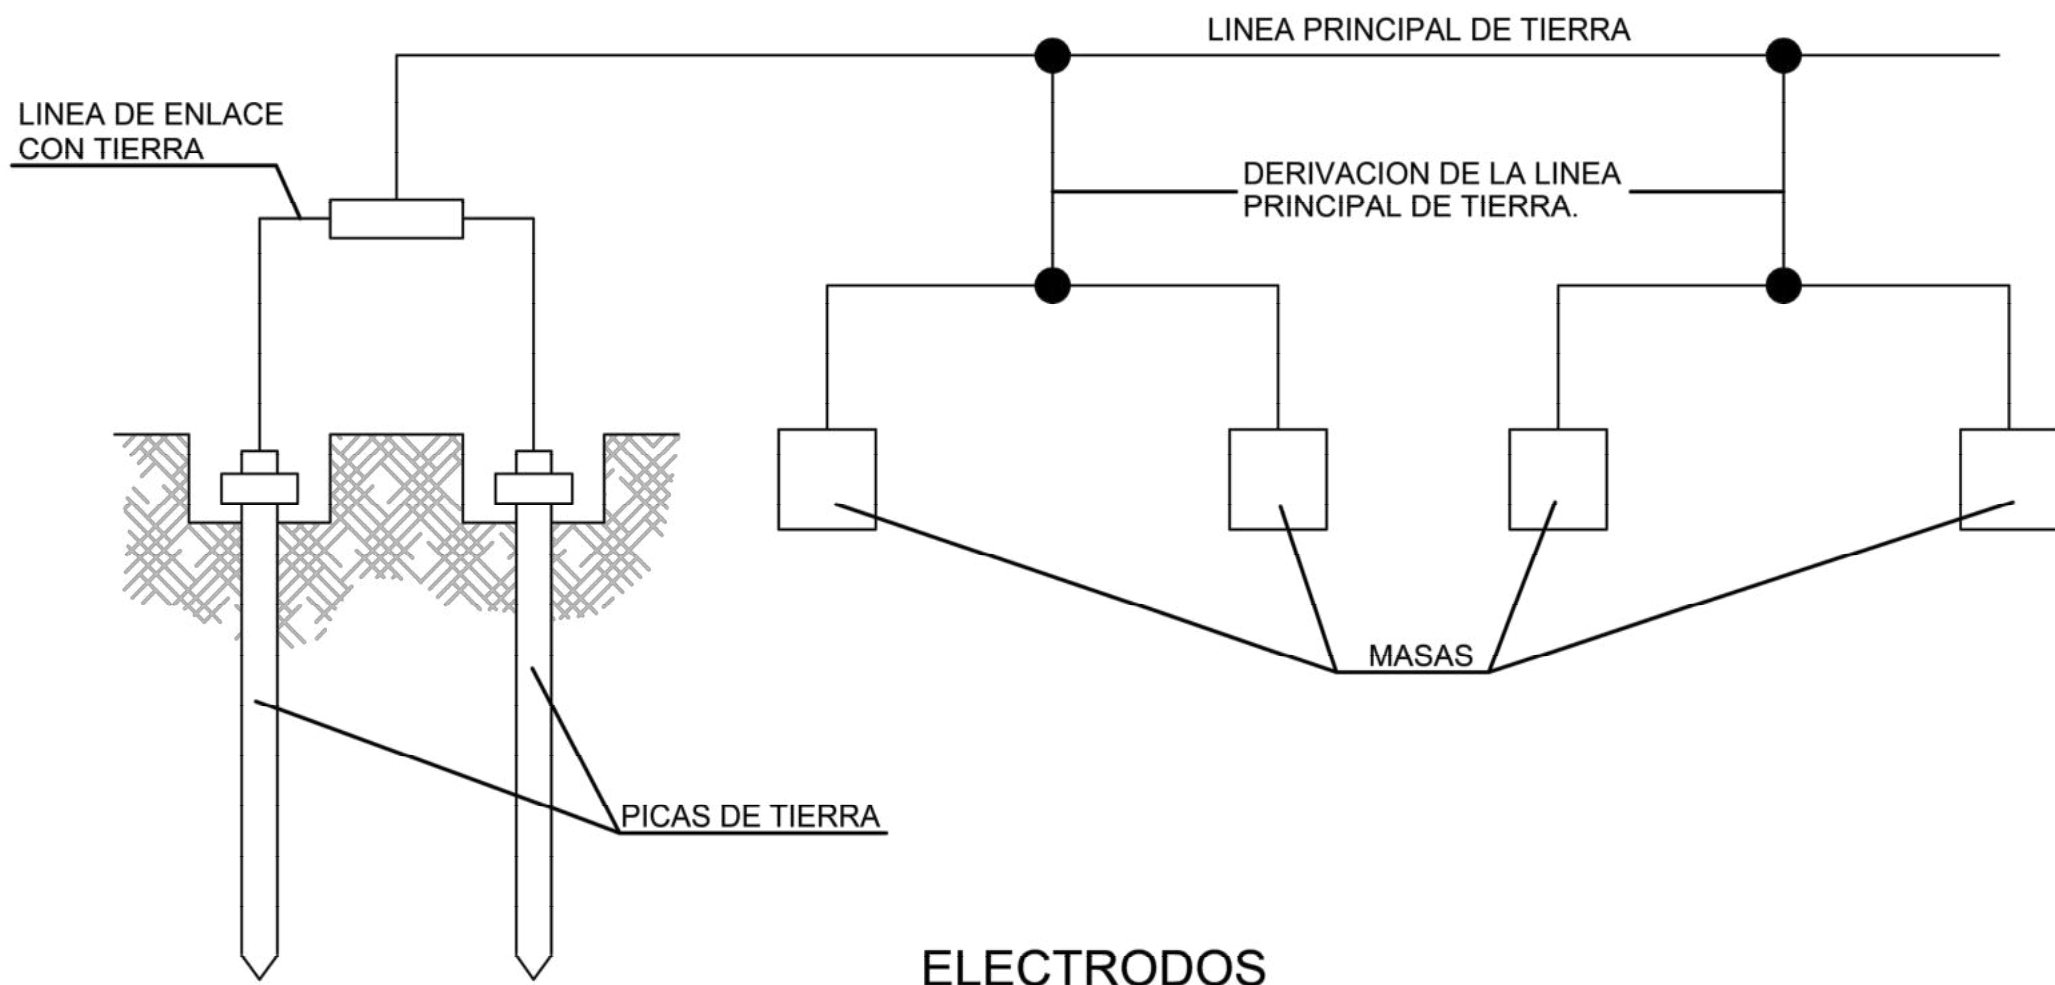 LINEA PRINCIPAL DE TIERRA
LINEA DE ENLACE
CON TIERRA
DERIVACION DE LA LINEA
PRINCIPAL DE TIERRA.
MASAS
PICAS DE TIERRA
ELECTRODOS